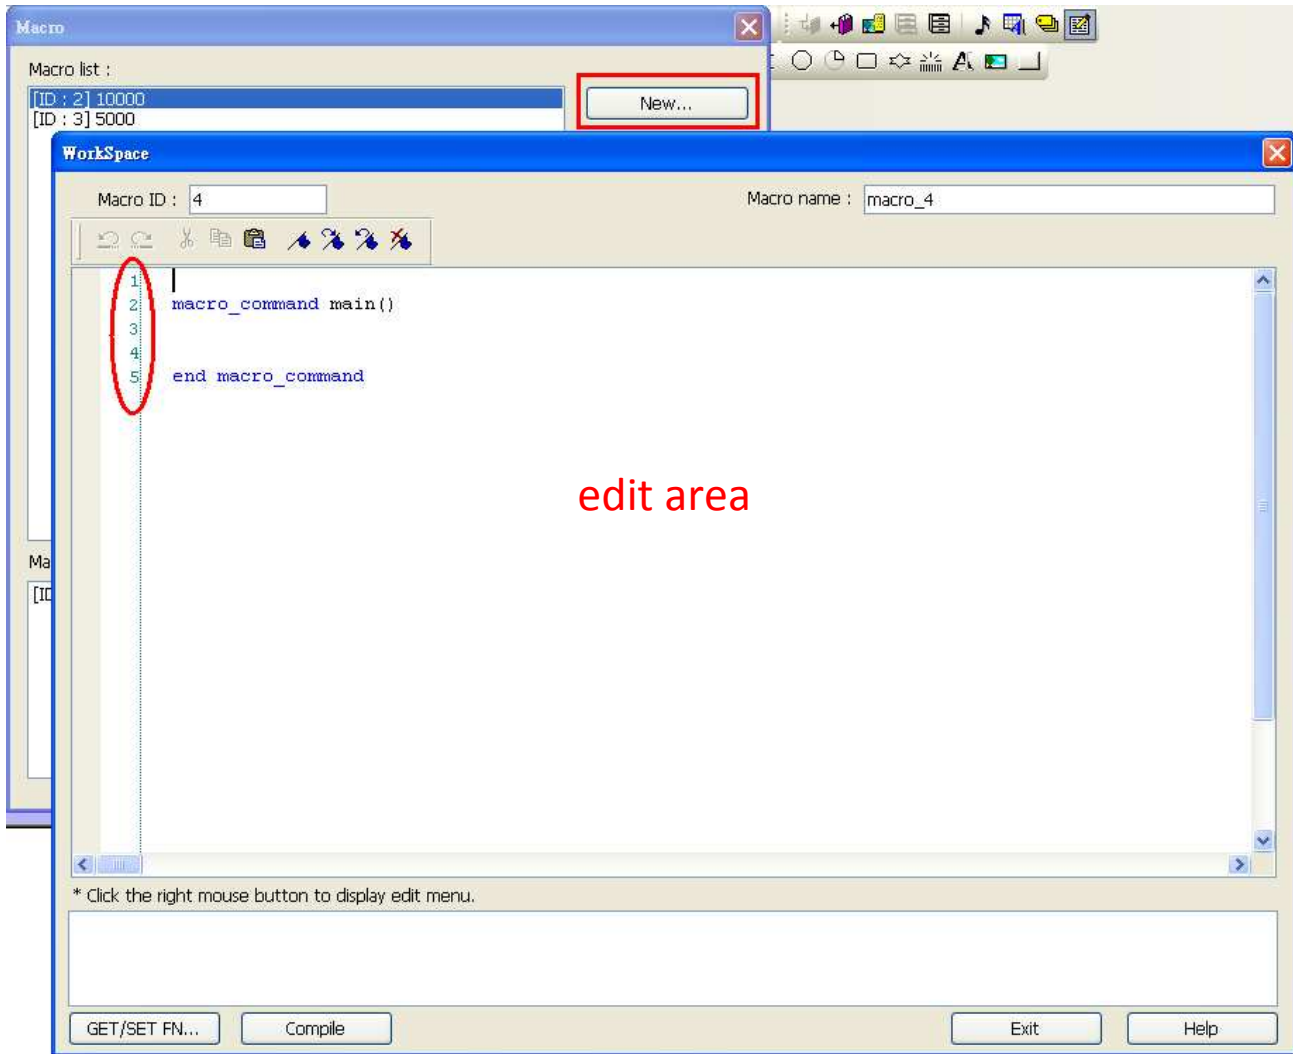 Macro
Macro list :
[ID : 2] 10000
[ID : 3] 5000
New...
WorkSpace
Macro ID : 4
Macro name : macro_4
1
2 macro_command main()
3
4
5 end macro_command
edit area
Ma
* Click the right mouse button to display edit menu.
GET/SET FN...
Compile
Exit
Help